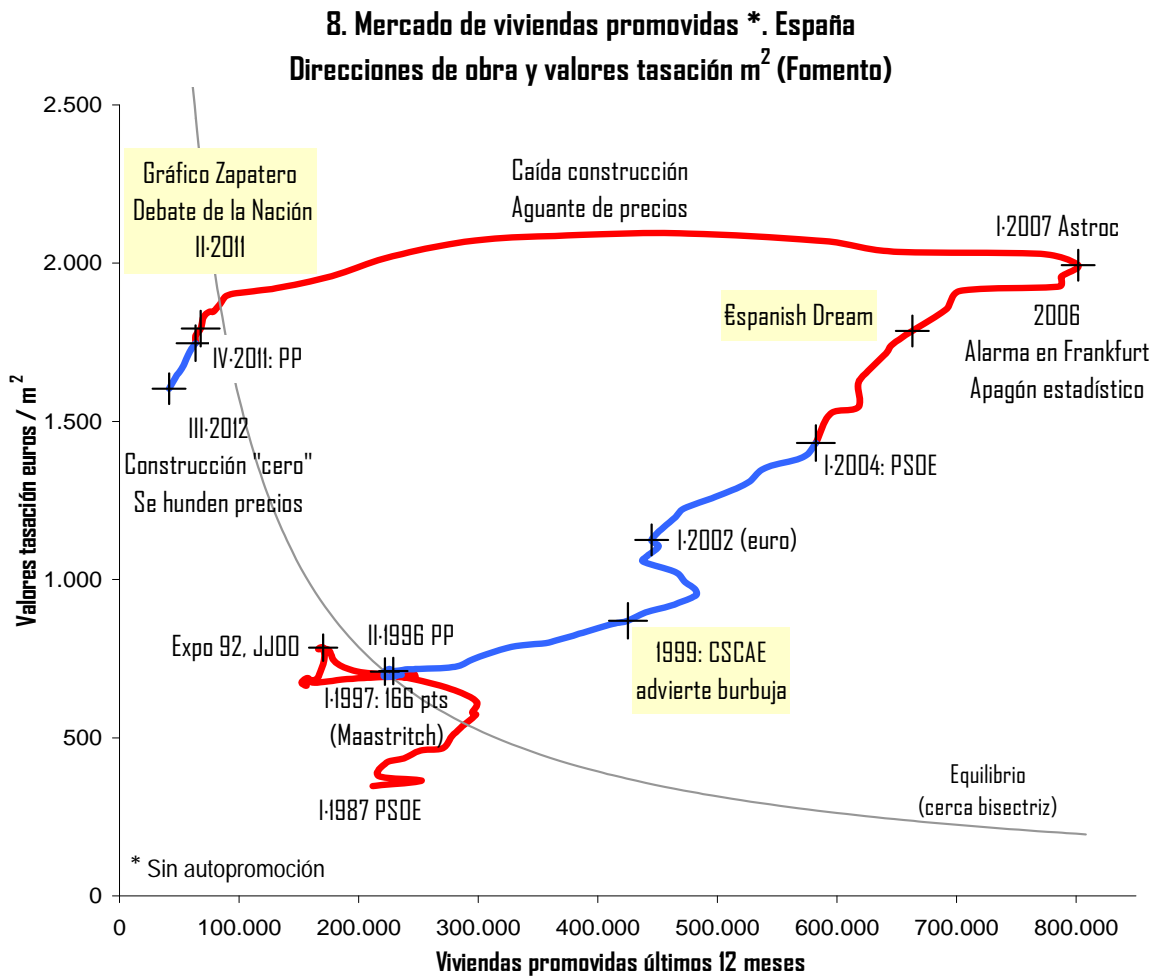 8. Mercado de viviendas promovidas *. España
Direcciones de obra y valores tasación m² (Fomento)
Valores tasación euros / m²
2.500
2.000
1.500
1.000
500
0
Gráfico Zapatero
Debate de la Nación
II·2011
Caída construcción
Aguante de precios
I·2007 Astroc
€spanish Dream
2006
Alarma en Frankfurt
Apagón estadístico
IV·2011: PP
III·2012
Construcción "cero"
Se hunden precios
I·2004: PSOE
I·2002 (euro)
Expo 92, JJOO
II·1996 PP
1999: CSCAE
advierte burbuja
I·1997: 166 pts
(Maastritch)
I·1987 PSOE
Equilibrio
(cerca bisectriz)
* Sin autopromoción
0
100.000
200.000
300.000
400.000
500.000
600.000
700.000
800.000
Viviendas promovidas últimos 12 meses